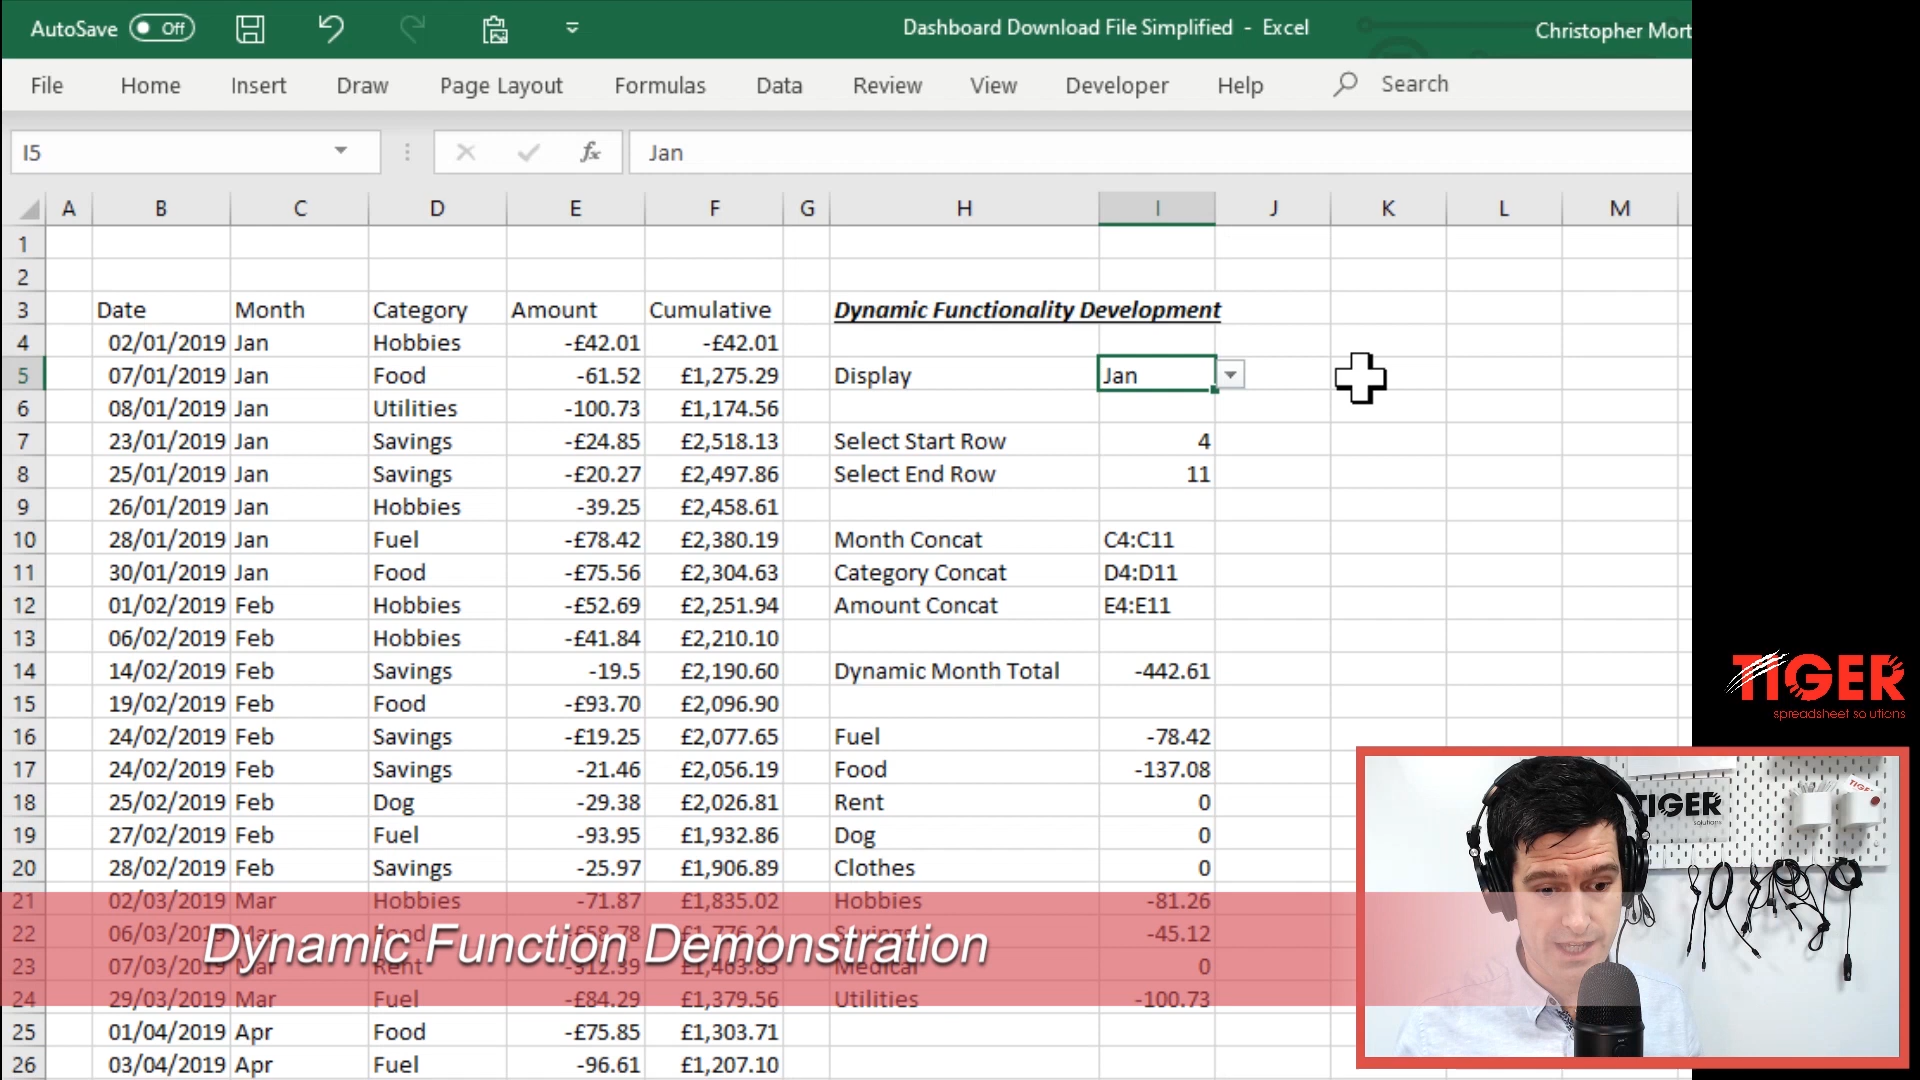 AutoSave Off Dashboard Download File Simplified - Excel Christopher Mort
File Home Insert Draw Page Layout Formulas Data Review View Developer Help Search
I5 fx Jan
A B C D E F G H I J K L M
1
2
3 Date Month Category Amount Cumulative Dynamic Functionality Development
4 02/01/2019 Jan Hobbies -£42.01 -£42.01
5 07/01/2019 Jan Food -61.52 £1,275.29 Display Jan
6 08/01/2019 Jan Utilities -100.73 £1,174.56
7 23/01/2019 Jan Savings -£24.85 £2,518.13 Select Start Row 4
8 25/01/2019 Jan Savings -£20.27 £2,497.86 Select End Row 11
9 26/01/2019 Jan Hobbies -39.25 £2,458.61
10 28/01/2019 Jan Fuel -£78.42 £2,380.19 Month Concat C4:C11
11 30/01/2019 Jan Food -£75.56 £2,304.63 Category Concat D4:D11
12 01/02/2019 Feb Hobbies -£52.69 £2,251.94 Amount Concat E4:E11
13 06/02/2019 Feb Hobbies -£41.84 £2,210.10
14 14/02/2019 Feb Savings -19.5 £2,190.60 Dynamic Month Total -442.61
15 19/02/2019 Feb Food -£93.70 £2,096.90
16 24/02/2019 Feb Savings -£19.25 £2,077.65 Fuel -78.42
17 24/02/2019 Feb Savings -21.46 £2,056.19 Food -137.08
18 25/02/2019 Feb Dog -29.38 £2,026.81 Rent 0
19 27/02/2019 Feb Fuel -93.95 £1,932.86 Dog 0
20 28/02/2019 Feb Savings -25.97 £1,906.89 Clothes 0
21 02/03/2019 Mar Hobbies -71.87 £1,835.02 Hobbies -81.26
22 -45.12
23 Medical 0
24 29/03/2019 Mar Fuel -£84.29 £1,379.56 Utilities -100.73
25 01/04/2019 Apr Food -£75.85 £1,303.71
26 03/04/2019 Apr Fuel -96.61 £1,207.10
Dynamic Function Demonstration
TIGER
spreadsheet solutions
TIGER
solutions